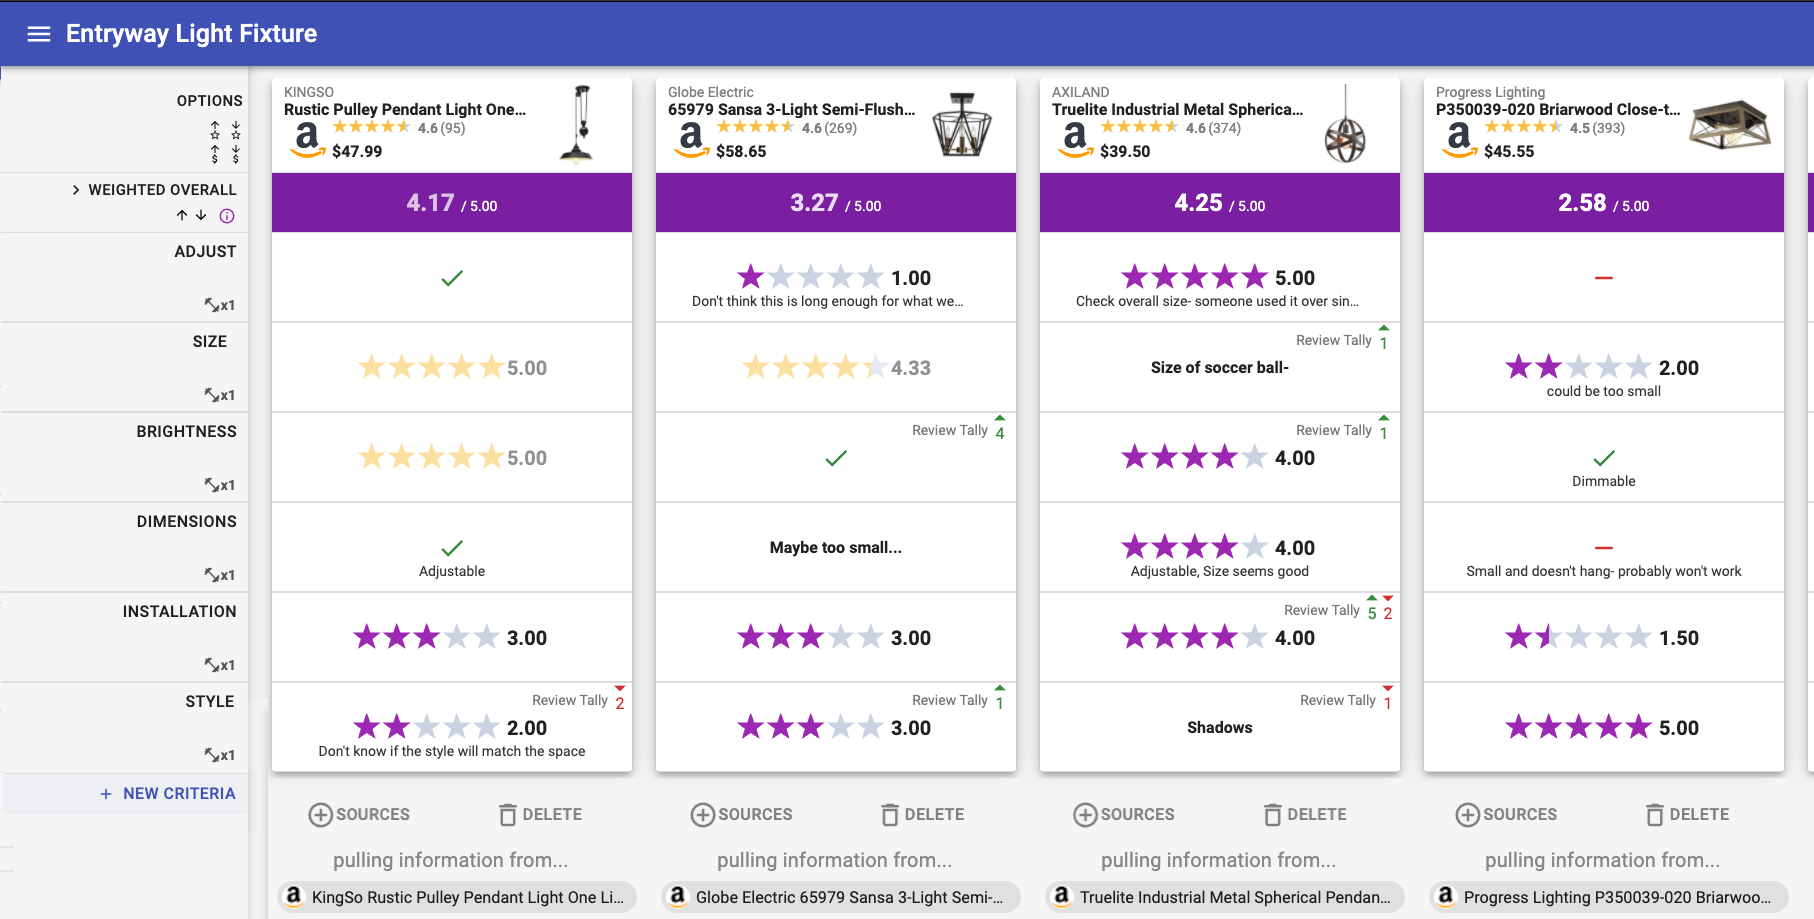 Entryway Light Fixture
OPTIONS
$ $
WEIGHTED OVERALL
ADJUST
x1
SIZE
x1
BRIGHTNESS
x1
DIMENSIONS
x1
INSTALLATION
x1
STYLE
x1
+ NEW CRITERIA
KINGSO
Rustic Pulley Pendant Light One...
a 4.6 (95)
$47.99
4.17 / 5.00
5.00
5.00
Adjustable
3.00
Review Tally 2
2.00
Don't know if the style will match the space
SOURCES DELETE
pulling information from...
a KingSo Rustic Pulley Pendant Light One Li...
Globe Electric
65979 Sansa 3-Light Semi-Flush...
a 4.6 (269)
$58.65
3.27 / 5.00
1.00
Don't think this is long enough for what we...
4.33
Review Tally 4
Maybe too small...
3.00
Review Tally 1
3.00
SOURCES DELETE
pulling information from...
a Globe Electric 65979 Sansa 3-Light Semi-...
AXILAND
Truelite Industrial Metal Spherica...
a 4.6 (374)
$39.50
4.25 / 5.00
5.00
Check overall size- someone used it over sin...
Review Tally 1
Size of soccer ball-
Review Tally 1
4.00
4.00
Adjustable, Size seems good
Review Tally 5 2
4.00
Review Tally 1
Shadows
SOURCES DELETE
pulling information from...
a Truelite Industrial Metal Spherical Pendan...
Progress Lighting
P350039-020 Briarwood Close-t...
a 4.5 (393)
$45.55
2.58 / 5.00
2.00
could be too small
Dimmable
Small and doesn't hang- probably won't work
1.50
5.00
SOURCES DELETE
pulling information from...
a Progress Lighting P350039-020 Briarwoo...